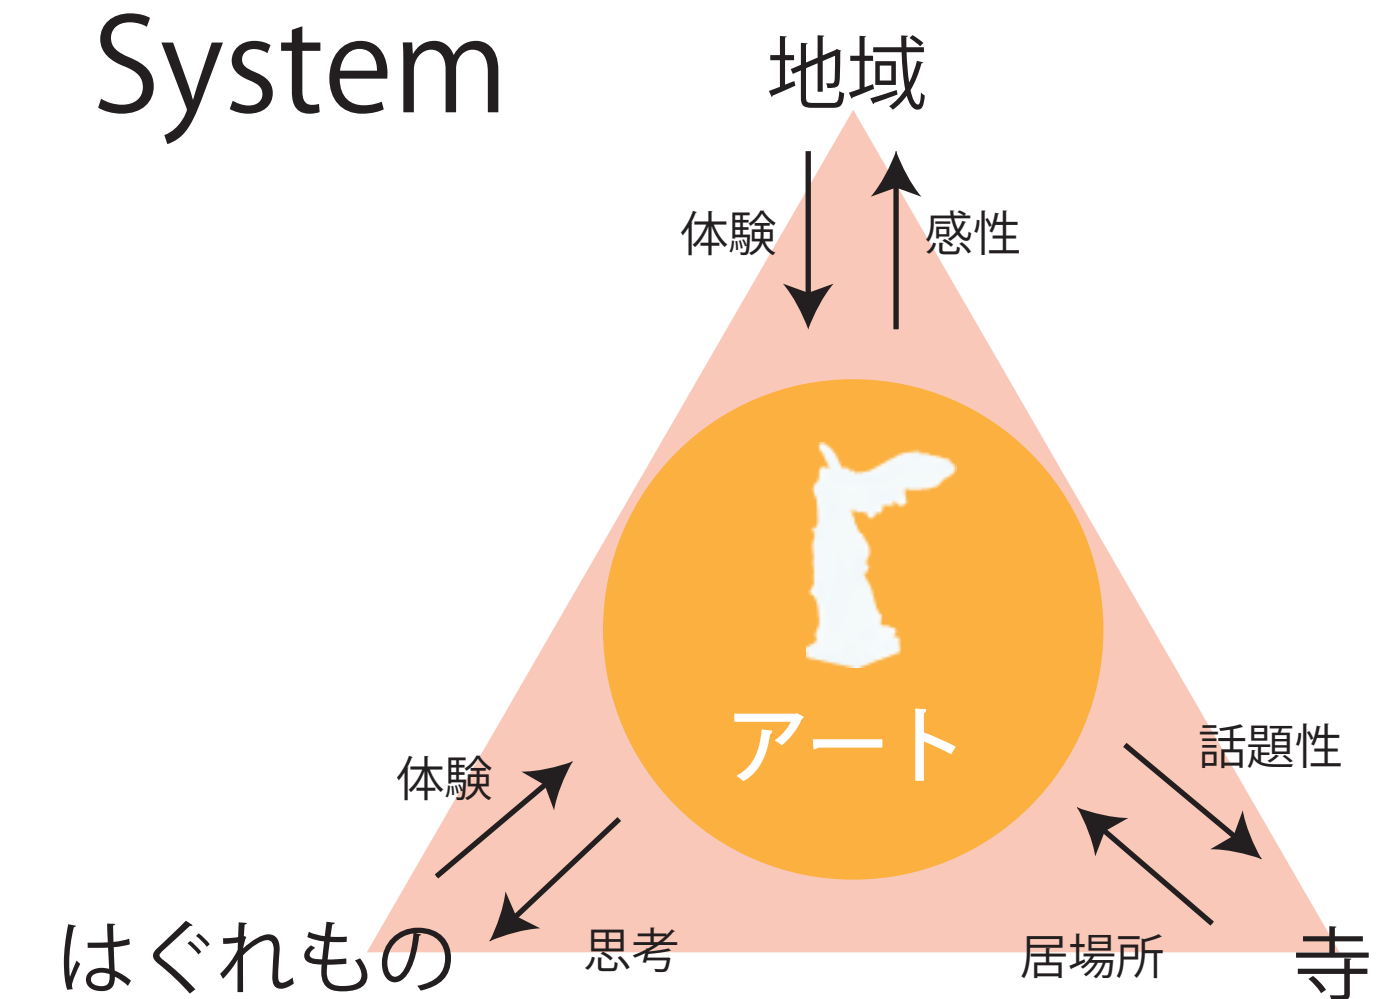 System
地域
体験
感性
アート
話題性
体験
はぐれもの
思考
居場所
寺